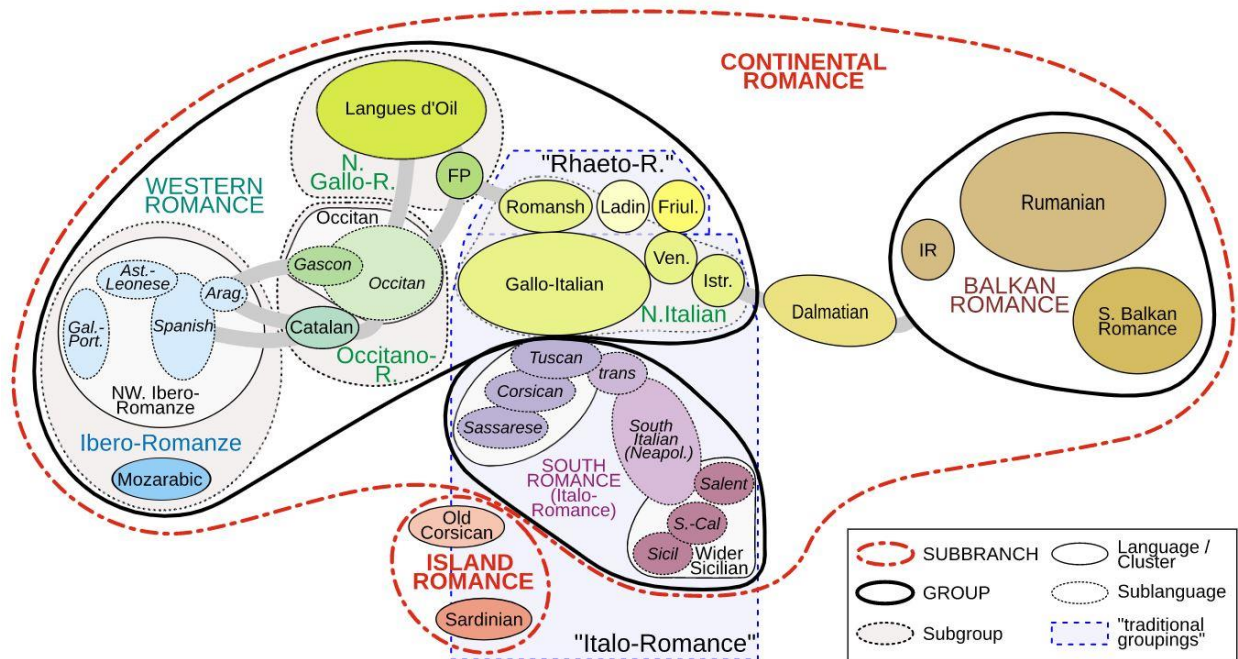 CONTINENTAL
ROMANCE
Langues d'Oil
N.
Gallo-R.
FP
"Rhaeto-R."
WESTERN
ROMANCE
Romansh
Ladin
Friul.
Rumanian
Occitan
Gascon
Occitan
Ven.
IR
Ast.-
Leonese
Arag.
Gallo-Italian
Istr.
BALKAN
ROMANCE
Gal.-
Port.
Spanish
Catalan
N.Italian
Dalmatian
S. Balkan
Romance
Occitano-
R.
NW. Ibero-
Romanze
Tuscan
trans
Corsican
Sassarese
South
Italian
(Neapol.)
Ibero-Romanze
Mozarabic
SOUTH
ROMANCE
(Italo-
Romance)
Salent
S.-Cal
Sicil
Wider
Sicilian
Old
Corsican
ISLAND
ROMANCE
Sardinian
"Italo-Romance"
SUBBRANCH
Language /
Cluster
GROUP
Sublanguage
Subgroup
"traditional
groupings"